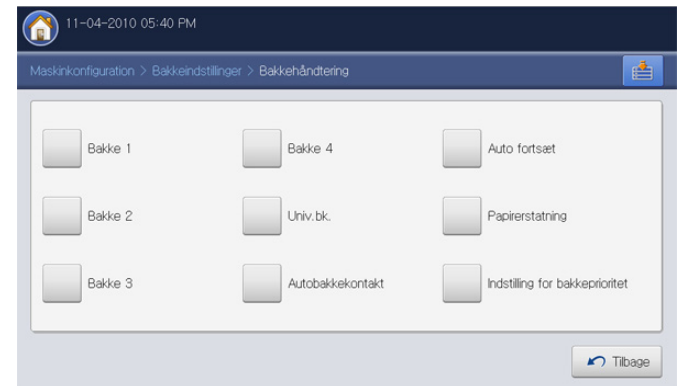 11-04-2010 05:40 PM
Maskinkonfiguration > Bakkeindstillinger > Bakkehåndtering
Bakke 1
Bakke 4
Auto fortsæt
Bakke 2
Univ.bk.
Papirerstatning
Bakke 3
Autobakkekontakt
Indstilling for bakkeprioritet
Tilbage